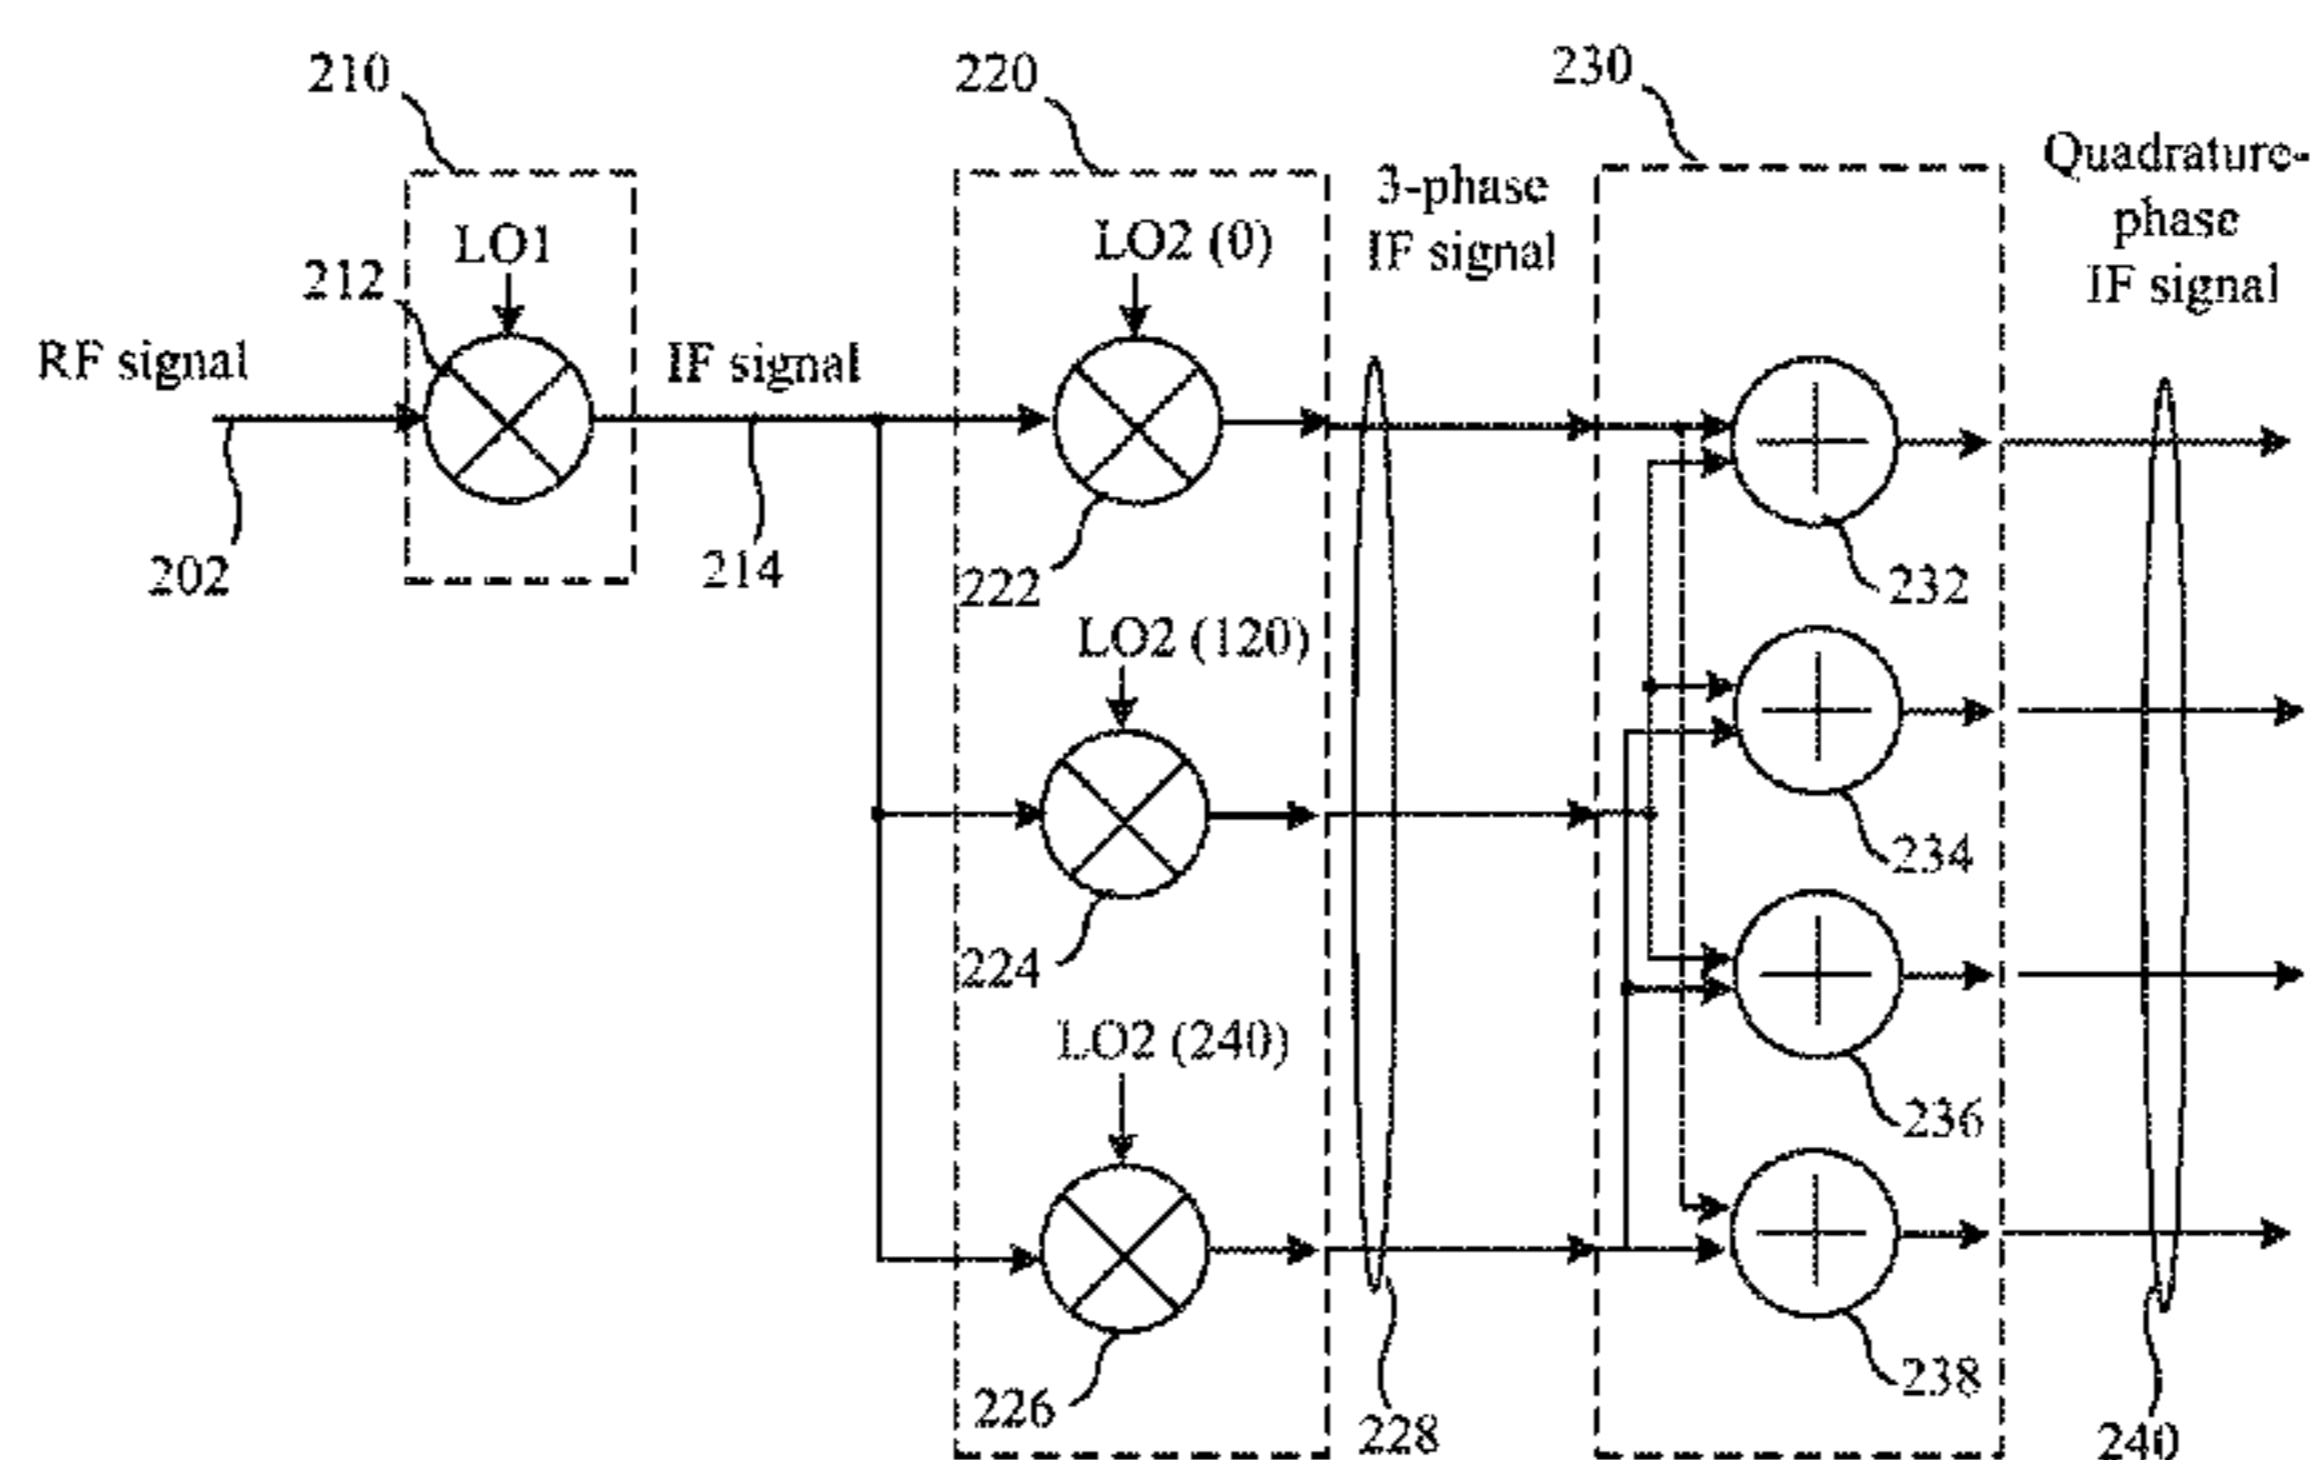 210
220
230
3-phase
IF signal
Quadrature-
phase
IF signal
LO1
212
LO2 (0)
RF signal
IF signal
202
214
222
232
LO2 (120)
234
224
LO2 (240)
236
226
228
238
240